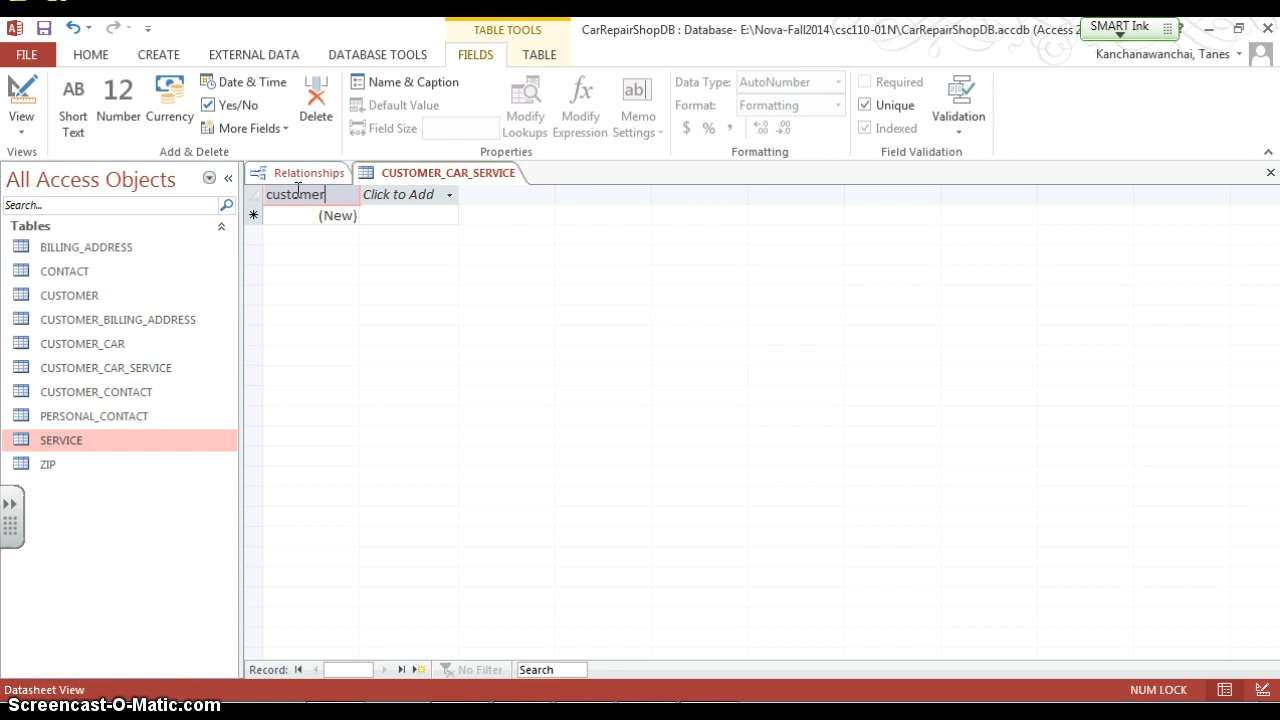 TABLE TOOLS
CarRepairShopDB : Database- E:\Nova-Fall2014\csc110-01N\CarRepairShopDB.accdb (Access 2
SMART Ink
FILE HOME CREATE EXTERNAL DATA DATABASE TOOLS FIELDS TABLE
Kanchanawanchai, Tanes
View
Views
AB Short Text
12 Number
Currency
Date & Time
Yes/No
More Fields
Delete
Add & Delete
Name & Caption
Default Value
Field Size
Modify Lookups
fx Modify Expression
ab Memo Settings
Properties
Data Type: AutoNumber
Format: Formatting
$ % , .00 .00
Formatting
Required
Unique
Indexed
Validation
Field Validation
All Access Objects
Search...
Tables
BILLING_ADDRESS
CONTACT
CUSTOMER
CUSTOMER_BILLING_ADDRESS
CUSTOMER_CAR
CUSTOMER_CAR_SERVICE
CUSTOMER_CONTACT
PERSONAL_CONTACT
SERVICE
ZIP
Relationships CUSTOMER_CAR_SERVICE
customer Click to Add
* (New)
Record: No Filter Search
Datasheet View NUM LOCK
Screencast-O-Matic.com